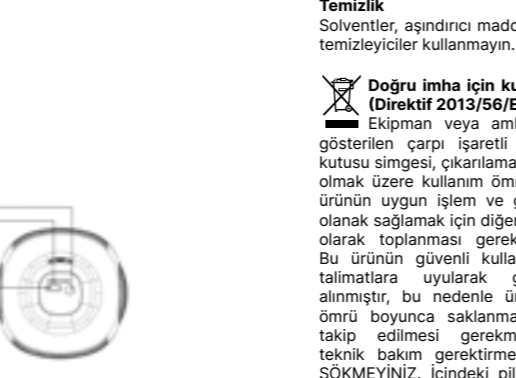 Temizlik
Solventler, aşındırıcı madd
temizleyiciler kullanmayın.
Doğru imha için ku
(Direktif 2013/56/E
Ekipman veya amb
gösterilen çarpı işaretli
kutusu simgesi, çıkarılama
olmak üzere kullanım ömr
ürünün uygun işlem ve g
olanak sağlamak için diğer
olarak toplanması gerek
Bu ürünün güvenli kulla
talimatlara uyularak g
alınmıştır, bu nedenle ür
ömrü boyunca saklanma
takip edilmesi gerekm
teknik bakım gerektirme
SÖKMEYİNİZ. İçindeki pil